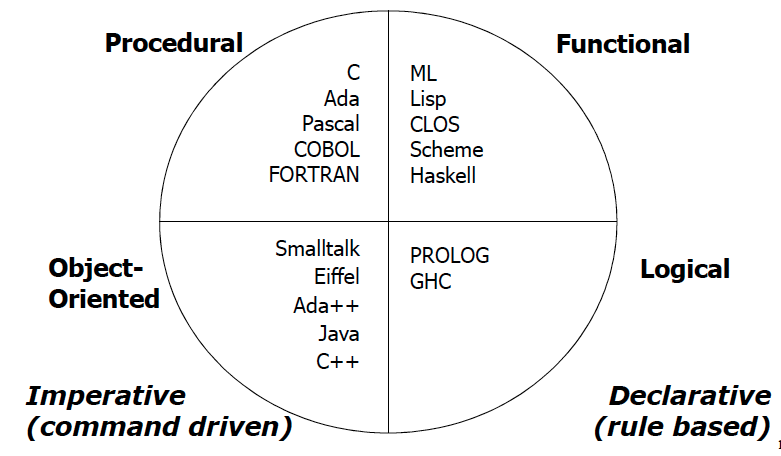 Procedural
Functional
C
Ada
Pascal
COBOL
FORTRAN
ML
Lisp
CLOS
Scheme
Haskell
Object-
Oriented
Smalltalk
Eiffel
Ada++
Java
C++
PROLOG
GHC
Logical
Imperative
(command driven)
Declarative
(rule based)
1